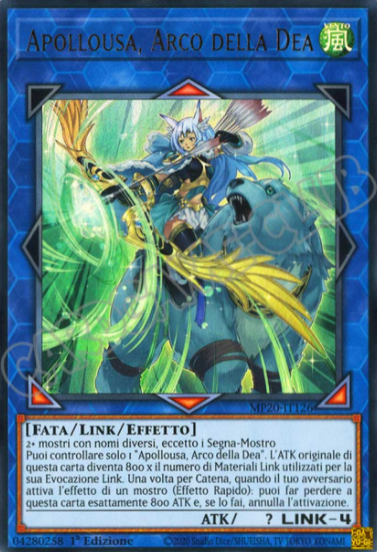 APOLLOUSA, ARCO DELLA DEA
VENTO
風
MP20-IT126
[FATA/LINK/EFFETTO]
2+ mostri con nomi diversi, eccetto i Segna-Mostro
Puoi controllare solo 1 "Apollousa, Arco della Dea". L'ATK originale di
questa carta diventa 800 x il numero di Materiali Link utilizzati per la
sua Evocazione Link. Una volta per Catena, quando il tuo avversario
attiva l'effetto di un mostro (Effetto Rapido): puoi far perdere a
questa carta esattamente 800 ATK e, se lo fai, annulla l'attivazione.
ATK/ ? LINK-4
04280258 1ª Edizione ©2020 Studio Dice/SHUEISHA, TV TOKYO, KONAMI